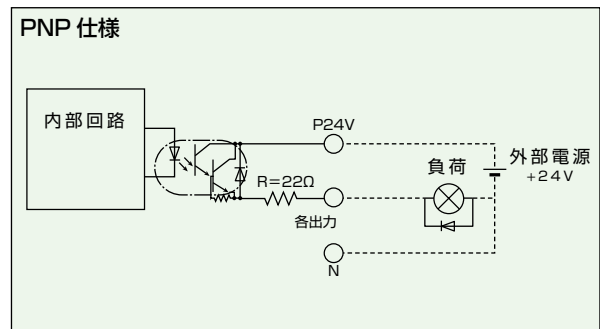 PNP 仕様
内部回路
P24V
負荷
外部電源
+24V
R=22Ω
各出力
N